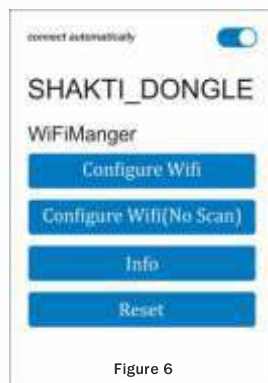 connect automatically
SHAKTI_DONGLE
WiFiManger
Configure Wifi
Configure Wifi(No Scan)
Info
Reset
Figure 6